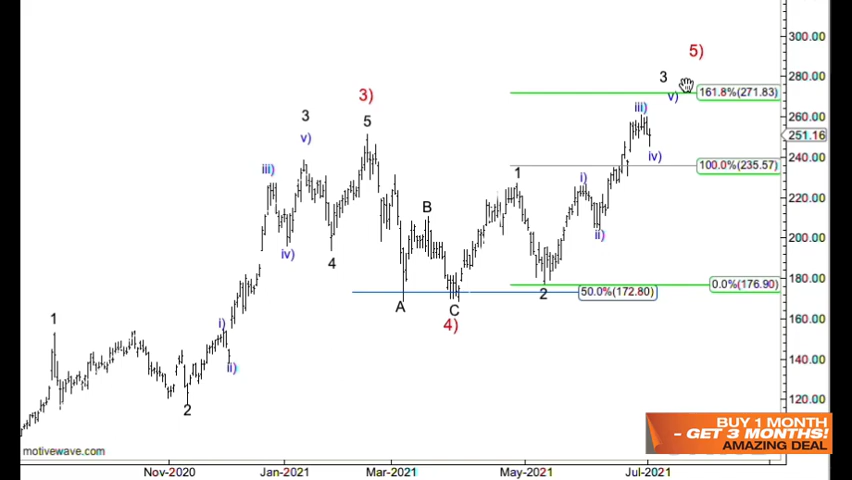 300.00
5)
3
280.00
v)
161.8%(271.83)
3)
iii)
260.00
3
5
251.16
v)
iv)
240.00
100.0%(235.57)
iii)
1
i)
220.00
B
ii)
200.00
iv)
4
180.00
0.0%(176.90)
2
50.0%(172.80)
A
C
4)
1
i)
160.00
140.00
ii)
120.00
2
BUY 1 MONTH
- GET 3 MONTHS!
AMAZING DEAL
motivewave.com
Nov-2020 Jan-2021 Mar-2021 May-2021 Jul-2021